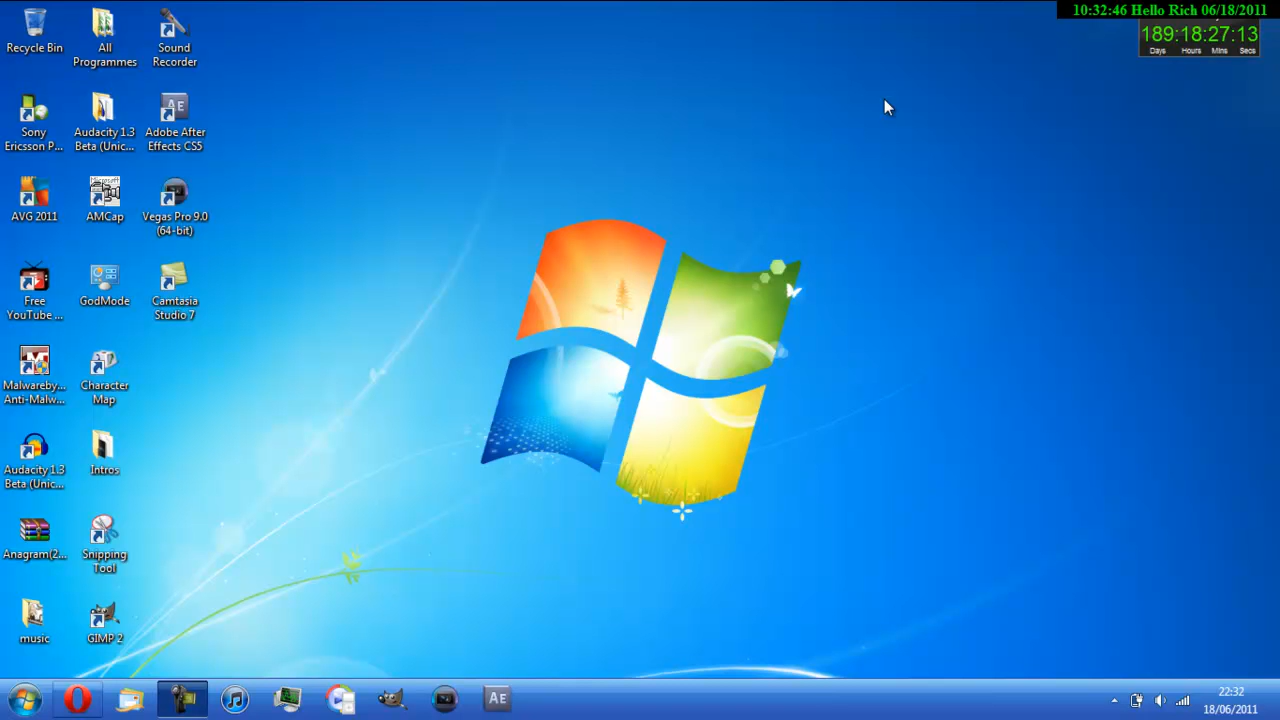 10:32:46 Hello Rich 06/18/2011
189:18:27:13
Days Hours Mins Secs
Recycle Bin
All
Programmes
Sound
Recorder
Sony
Ericsson P...
Audacity 1.3
Beta (Unic...
Adobe After
Effects CS5
AVG 2011
AMCap
Vegas Pro 9.0
(64-bit)
Free
YouTube ...
GodMode
Camtasia
Studio 7
Malwareby...
Anti-Malw...
Character
Map
Audacity 1.3
Beta (Unic...
Intros
Anagram(2...
Snipping
Tool
music
GIMP 2
AE
AE
22:32
18/06/2011